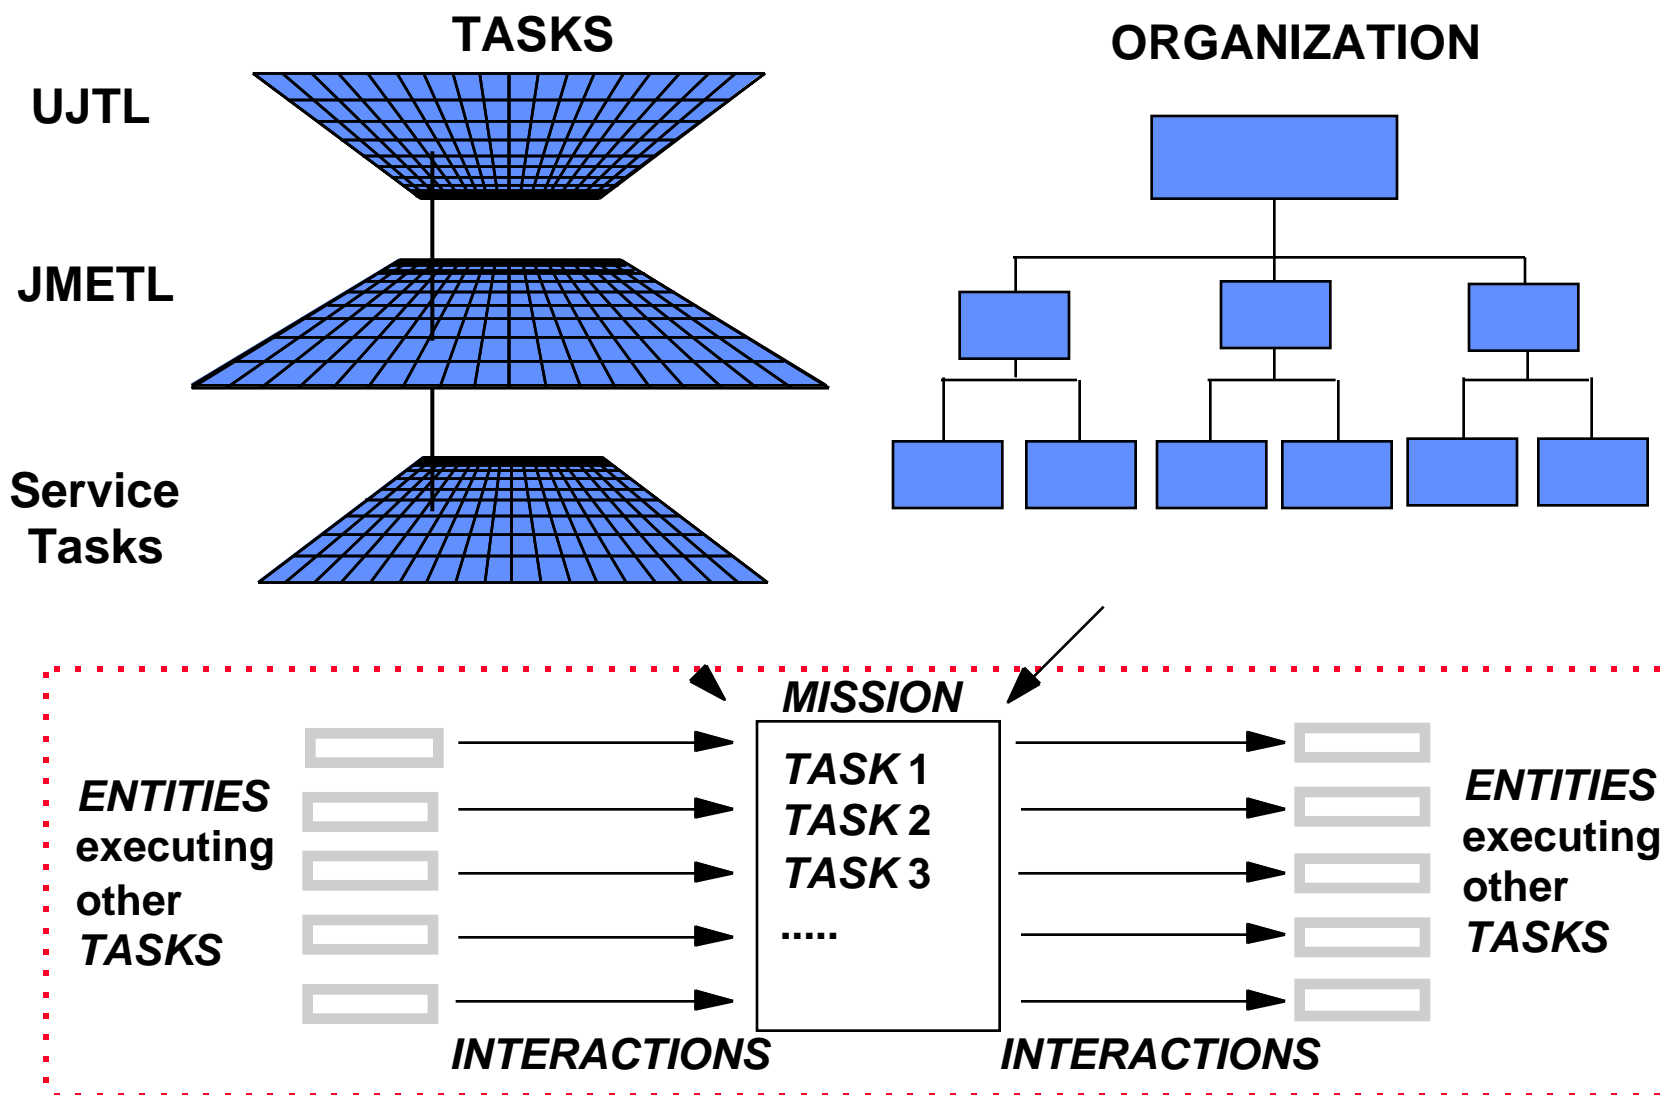 TASKS
ORGANIZATION
UJTL
JMETL
Service
Tasks
MISSION
TASK 1
TASK 2
TASK 3
.....
ENTITIES
executing
other
TASKS
ENTITIES
executing
other
TASKS
INTERACTIONS
INTERACTIONS